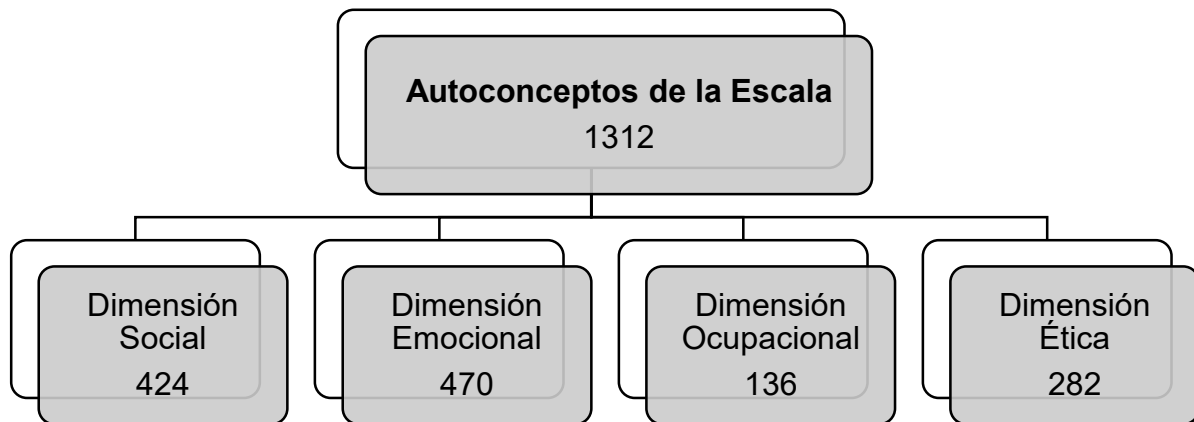 Autoconceptos de la Escala
1312
Dimensión
Social
424
Dimensión
Emocional
470
Dimensión
Ocupacional
136
Dimensión
Ética
282